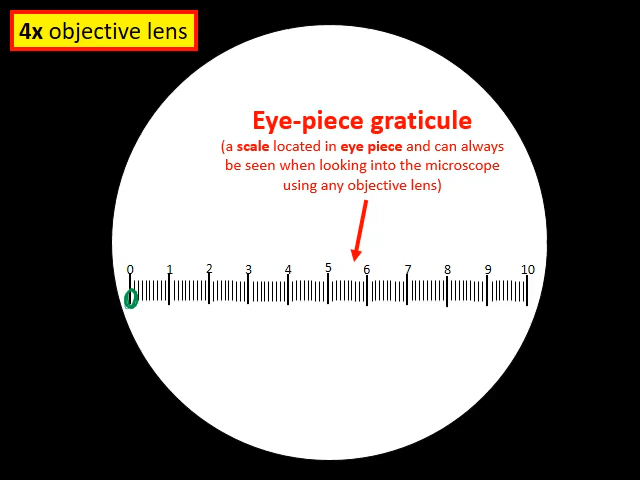 4x objective lens
Eye-piece graticule
(a scale located in eye piece and can always
be seen when looking into the microscope
using any objective lens)
0 1 2 3 4 5 6 7 8 9 10
0